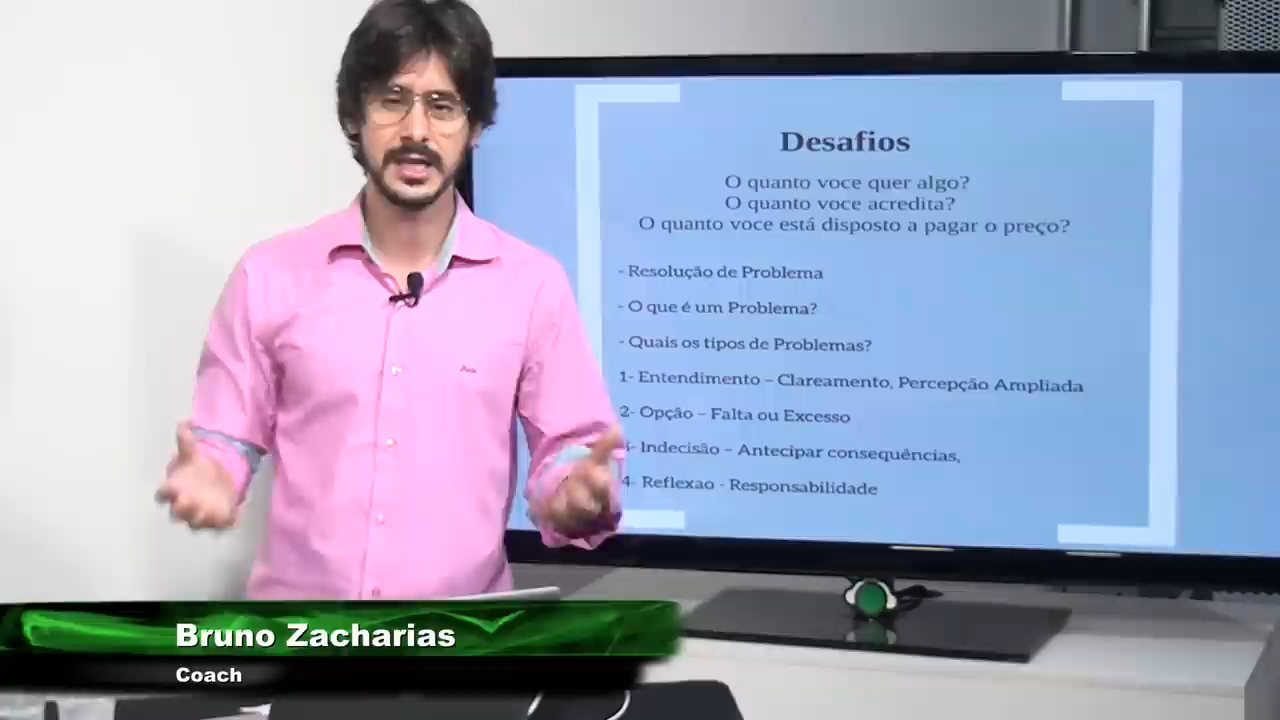 Desafios
O quanto voce quer algo?
O quanto voce acredita?
O quanto voce está disposto a pagar o preço?
- Resolução de Problema
- O que é um Problema?
- Quais os tipos de Problemas?
1- Entendimento – Clareamento, Percepção Ampliada
2- Opção – Falta ou Excesso
- Indecisão – Antecipar consequências,
4- Reflexao - Responsabilidade
Bruno Zacharias
Coach